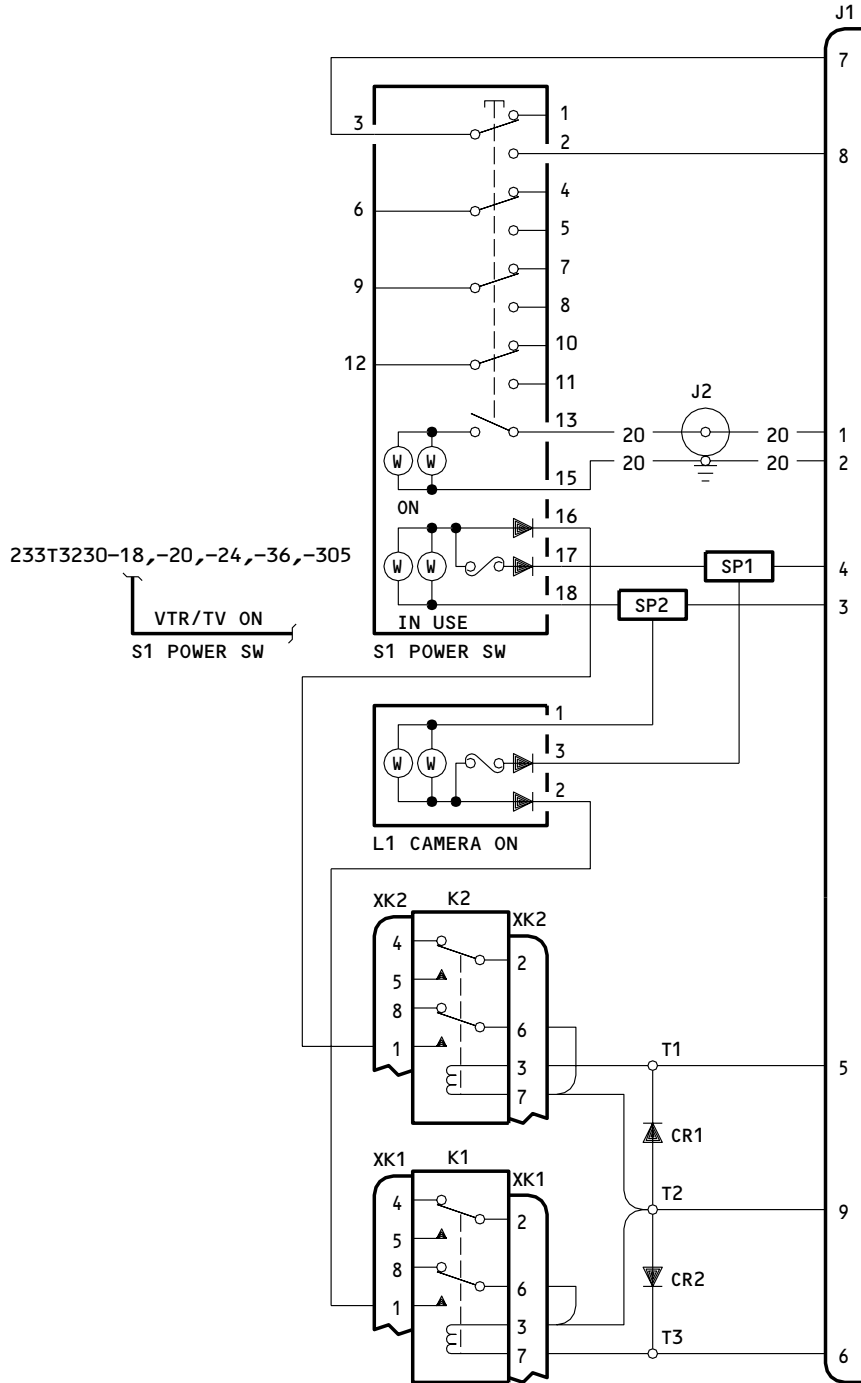 J1
7
3
1
2
8
4
6
5
7
9
8
10
12
11
J2
13
20
20
1
W
W
20
20
2
15
ON
16
233T3230-18,-20,-24,-36,-305
17
SP1
4
W
W
18
SP2
3
VTR/TV ON
IN USE
S1 POWER SW
S1 POWER SW
1
W
W
3
2
L1 CAMERA ON
XK2
K2
XK2
4
2
5
8
6
T1
1
3
5
7
CR1
XK1
K1
XK1
T2
4
2
9
5
8
6
CR2
1
3
T3
7
6